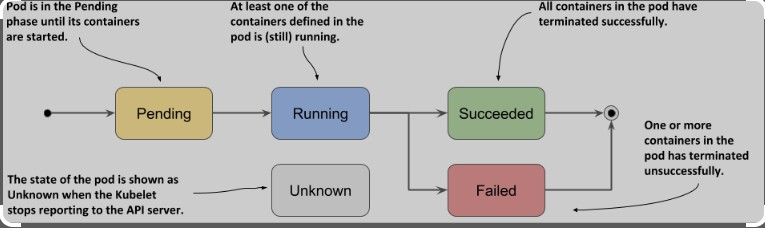 Pod is in the Pending
phase until its containers
are started.
At least one of the
containers defined in the
pod is (still) running.
All containers in the pod have
terminated successfully.
Pending
Running
Succeeded
One or more
containers in the
pod has terminated
unsuccessfully.
The state of the pod is shown as
Unknown when the Kubelet
stops reporting to the API server.
Unknown
Failed